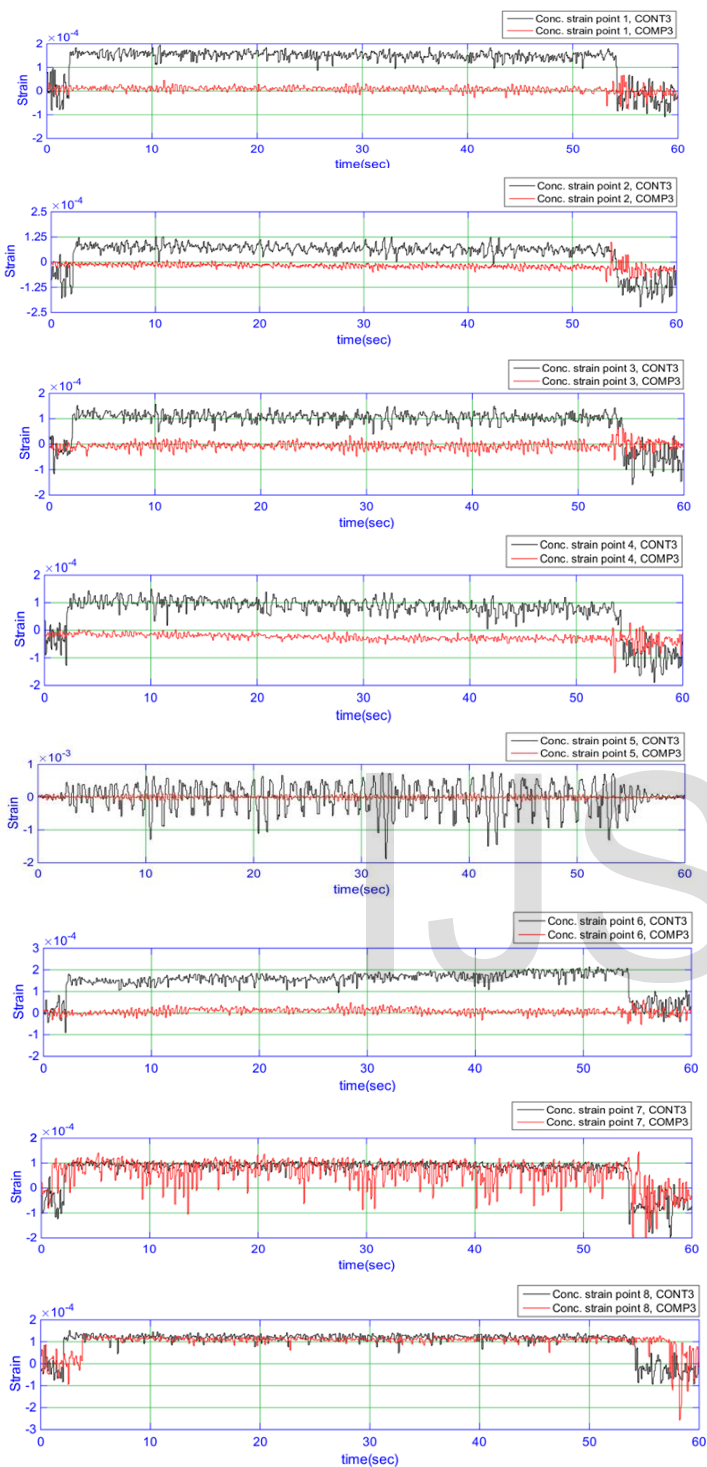 Conc. strain point 1, CONT3
Conc. strain point 1, COMP3
×10⁻⁴
2
1
0
-1
-2
Strain
0 10 20 30 40 50 60
time(sec)
Conc. strain point 2, CONT3
Conc. strain point 2, COMP3
×10⁻⁴
2.5
1.25
0
-1.25
-2.5
Strain
0 10 20 30 40 50 60
time(sec)
Conc. strain point 3, CONT3
Conc. strain point 3, COMP3
×10⁻⁴
2
1
0
-1
-2
Strain
0 10 20 30 40 50 60
time(sec)
Conc. strain point 4, CONT3
Conc. strain point 4, COMP3
×10⁻⁴
2
1
0
-1
-2
Strain
0 10 20 30 40 50 60
time(sec)
Conc. strain point 5, CONT3
Conc. strain point 5, COMP3
×10⁻³
1
0
-1
-2
Strain
0 10 20 30 40 50 60
time(sec)
IJS
Conc. strain point 6, CONT3
Conc. strain point 6, COMP3
×10⁻⁴
3
2
1
0
-1
-2
Strain
0 10 20 30 40 50 60
time(sec)
Conc. strain point 7, CONT3
Conc. strain point 7, COMP3
×10⁻⁴
2
1
0
-1
-2
Strain
0 10 20 30 40 50 60
time(sec)
Conc. strain point 8, CONT3
Conc. strain point 8, COMP3
×10⁻⁴
2
1
0
-1
-2
-3
Strain
0 10 20 30 40 50 60
time(sec)